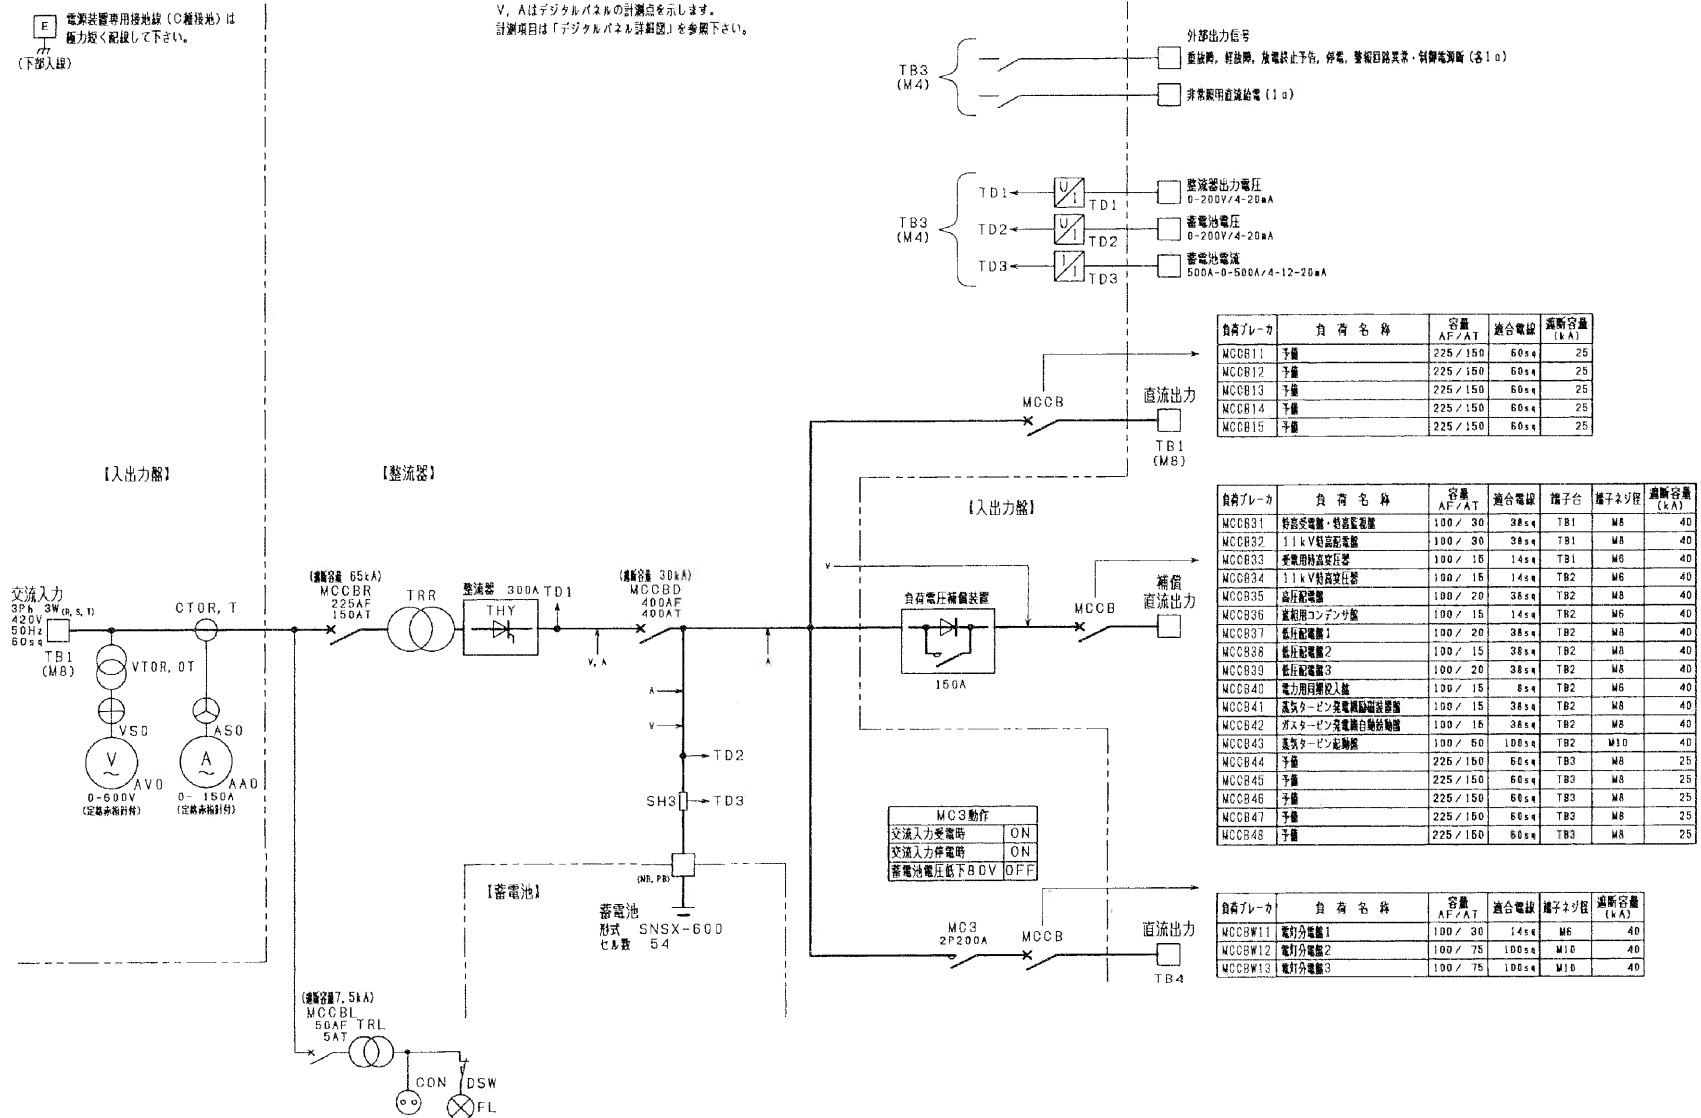 E
電源装置専用接地線（C種接地）は
極力短く配線して下さい。
(下部入線)
V, Aはデジタルパネルの計測点を示します。
計測項目は「デジタルパネル詳細図」を参照下さい。
TB3
(M4)
外部出力信号
重故障, 軽故障, 放電終止予告, 停電, 警報回路異常・制御電源断 (各1a)
非常照明直流給電 (1a)
TB3
(M4)
TD1
U/I
TD1
整流器出力電圧
0-200V/4-20mA
TD2
U/I
TD2
蓄電池電圧
0-200V/4-20mA
TD3
I/I
TD3
蓄電池電流
500A-0-500A/4-12-20mA
負荷ブレーカ 負荷名称 容量 AF/AT 適合電線 遮断容量 (kA)
MCCB11 予備 225/150 60sq 25
MCCB12 予備 225/150 60sq 25
MCCB13 予備 225/150 60sq 25
MCCB14 予備 225/150 60sq 25
MCCB15 予備 225/150 60sq 25
MCCB
直流出力
TB1
(M8)
【入出力盤】
【整流器】
【入出力盤】
負荷ブレーカ 負荷名称 容量 AF/AT 適合電線 端子台 端子ネジ径 遮断容量 (kA)
MCCB31 特高受電盤・特高監視盤 100/ 30 38sq TB1 M8 40
MCCB32 11kV特高配電盤 100/ 30 38sq TB1 M8 40
MCCB33 受電用特高変圧器 100/ 15 14sq TB1 M6 40
MCCB34 11kV特高変圧器 100/ 15 14sq TB2 M6 40
MCCB35 高圧配電盤 100/ 20 38sq TB2 M8 40
MCCB36 進相用コンデンサ盤 100/ 15 14sq TB2 M6 40
MCCB37 低圧配電盤1 100/ 20 38sq TB2 M8 40
MCCB38 低圧配電盤2 100/ 15 38sq TB2 M8 40
MCCB39 低圧配電盤3 100/ 20 38sq TB2 M8 40
MCCB40 電力用同期投入盤 100/ 15 8sq TB2 M6 40
MCCB41 蒸気タービン発電機励磁装置盤 100/ 15 38sq TB2 M8 40
MCCB42 ガスタービン発電機自動始動盤 100/ 15 38sq TB2 M8 40
MCCB43 蒸気タービン起動盤 100/ 50 100sq TB2 M10 40
MCCB44 予備 225/150 60sq TB3 M8 25
MCCB45 予備 225/150 60sq TB3 M8 25
MCCB46 予備 225/150 60sq TB3 M8 25
MCCB47 予備 225/150 60sq TB3 M8 25
MCCB48 予備 225/150 60sq TB3 M8 25
交流入力
3Ph 3W(R, S, T)
420V
50Hz
60sq
TB1
(M8)
CT0R, T
VT0R, 0T
VS0
AS0
V
A
AV0
AA0
0-600V
(定格赤指針付)
0- 150A
(定格赤指針付)
(遮断容量 65kA)
MCCBR
225AF
150AT
TRR
整流器 300A
THY
TD1
V, A
(遮断容量 30kA)
MCCBD
400AF
400AT
A
A
V
TD2
SH3
TD3
V
負荷電圧補償装置
150A
MCCB
補償
直流出力
(NB, PB)
【蓄電池】
蓄電池
形式 SNSX-600
セル数 54
MC3動作
交流入力受電時 ON
交流入力停電時 ON
蓄電池電圧低下80V OFF
MC3
2P200A
MCCB
直流出力
TB4
負荷ブレーカ 負荷名称 容量 AF/AT 適合電線 端子ネジ径 遮断容量 (kA)
MCCBW11 電灯分電盤1 100/ 30 14sq M6 40
MCCBW12 電灯分電盤2 100/ 75 100sq M10 40
MCCBW13 電灯分電盤3 100/ 75 100sq M10 40
(遮断容量7.5kA)
MCCBL
50AF
5AT
TRL
CON
DSW
FL